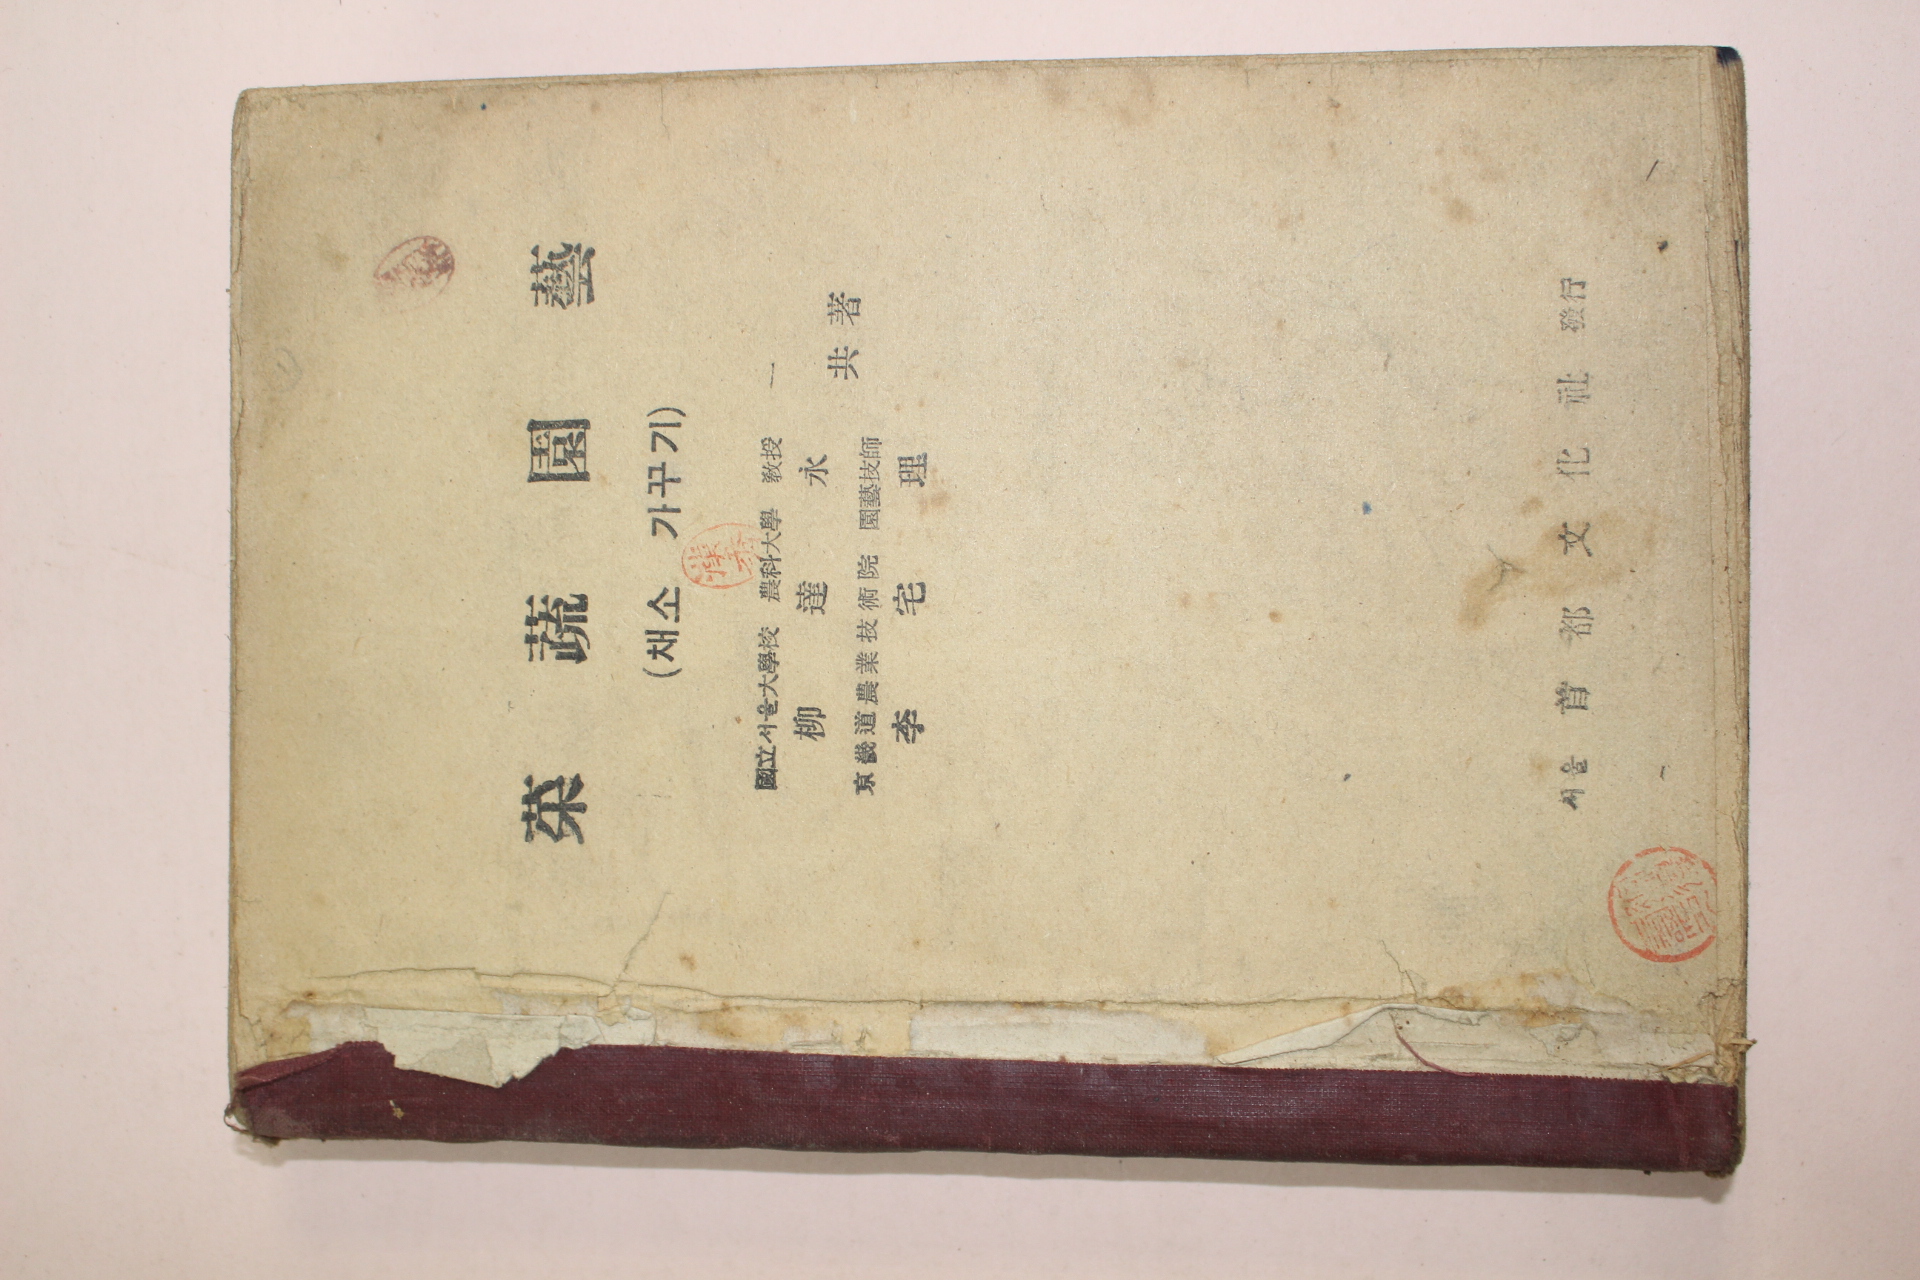 菜蔬園藝
(채소 가꾸기)
國立서울大學校 農科大學 敎授
柳達永
京畿道農業技術院 園藝技師
李宅理
共著
서울 首都文化社 發行